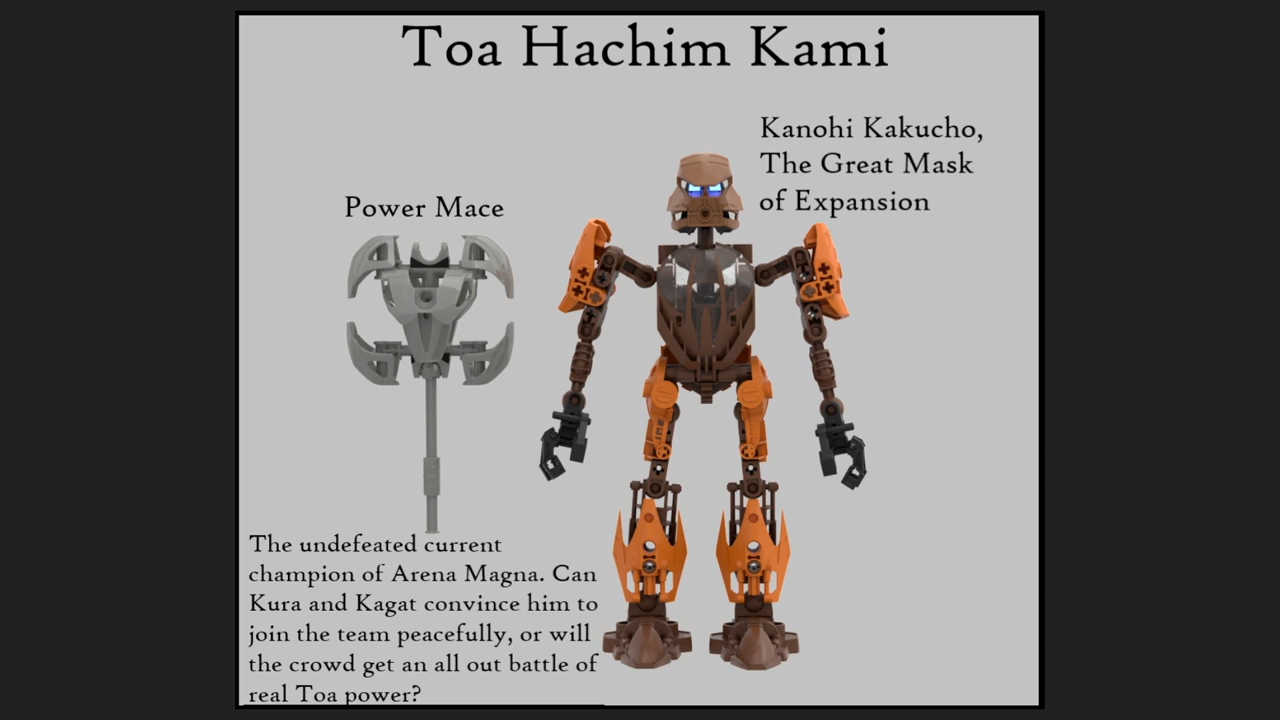 Toa Hachim Kami
Kanohi Kakucho,
The Great Mask
of Expansion
Power Mace
The undefeated current
champion of Arena Magna. Can
Kura and Kagat convince him to
join the team peacefully, or will
the crowd get an all out battle of
real Toa power?